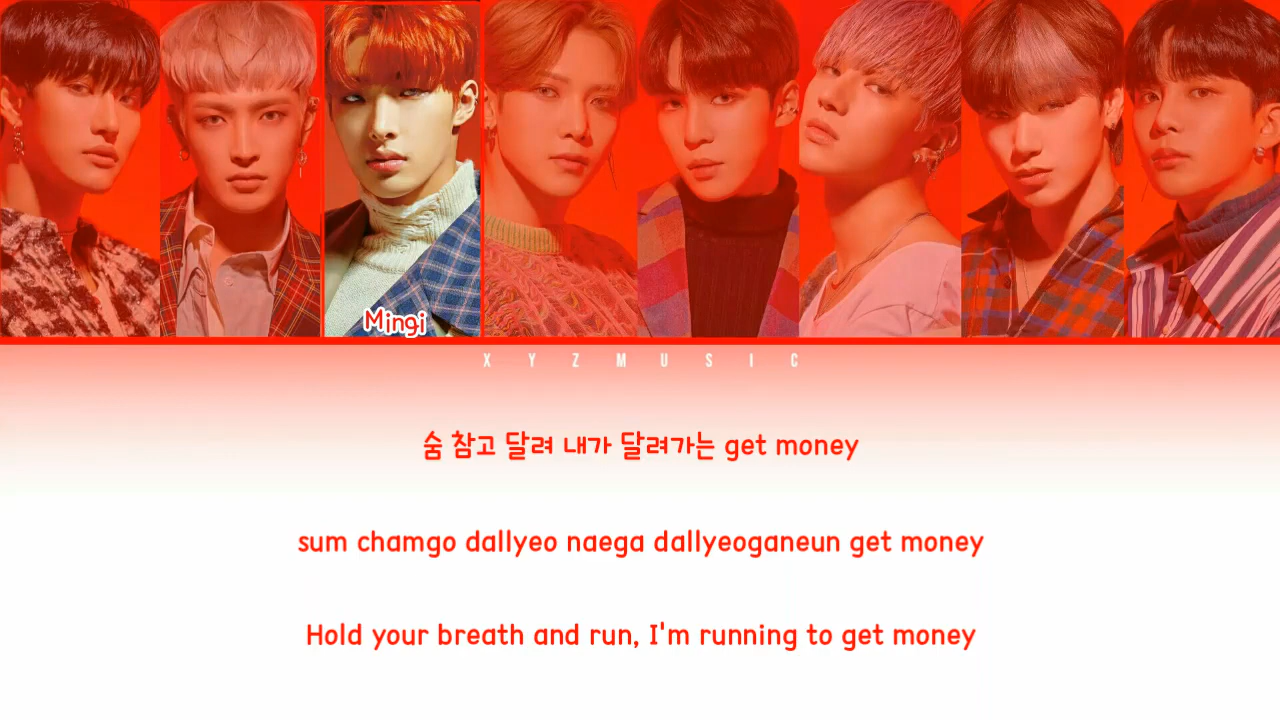 Mingi
X Y Z M U S I C
숨 참고 달려 내가 달려가는 get money
sum chamgo dallyeo naega dallyeoganeun get money
Hold your breath and run, I'm running to get money